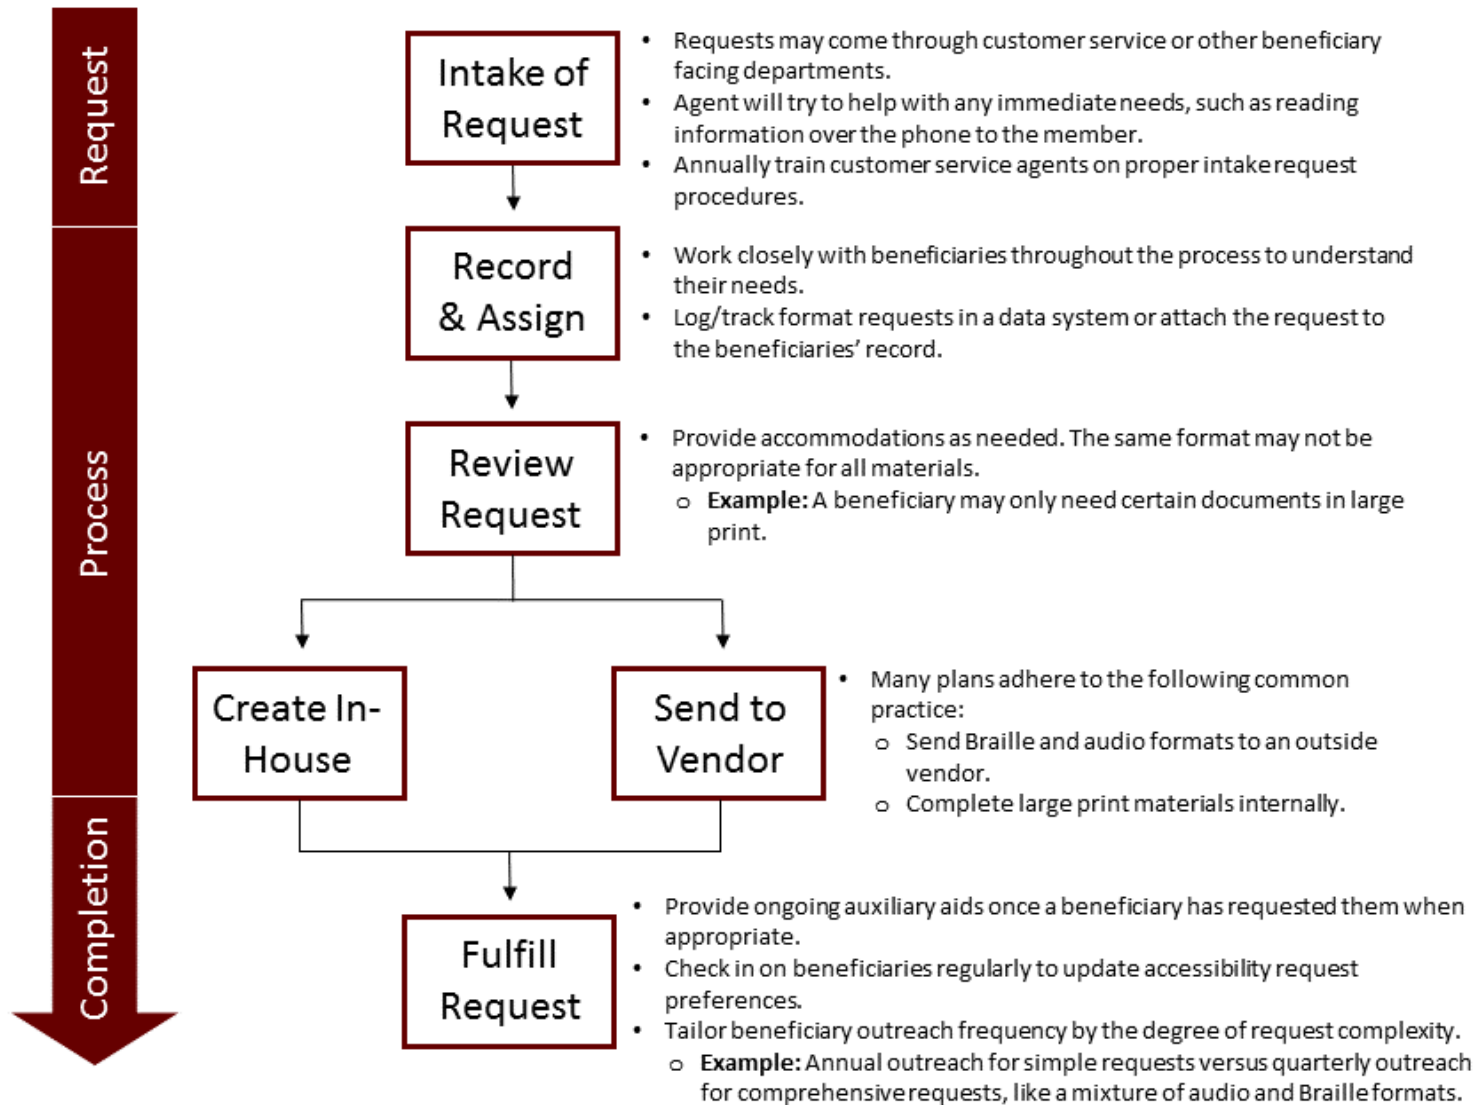 Request
Intake of
Request
• Requests may come through customer service or other beneficiary
facing departments.
• Agent will try to help with any immediate needs, such as reading
information over the phone to the member.
• Annually train customer service agents on proper intake request
procedures.
Process
Record
& Assign
• Work closely with beneficiaries throughout the process to understand
their needs.
• Log/track format requests in a data system or attach the request to
the beneficiaries’ record.
Review
Request
• Provide accommodations as needed. The same format may not be
appropriate for all materials.
o Example: A beneficiary may only need certain documents in large
print.
Create In-
House
Send to
Vendor
• Many plans adhere to the following common
practice:
o Send Braille and audio formats to an outside
vendor.
o Complete large print materials internally.
Completion
Fulfill
Request
• Provide ongoing auxiliary aids once a beneficiary has requested them when
appropriate.
• Check in on beneficiaries regularly to update accessibility request
preferences.
• Tailor beneficiary outreach frequency by the degree of request complexity.
o Example: Annual outreach for simple requests versus quarterly outreach
for comprehensive requests, like a mixture of audio and Braille formats.